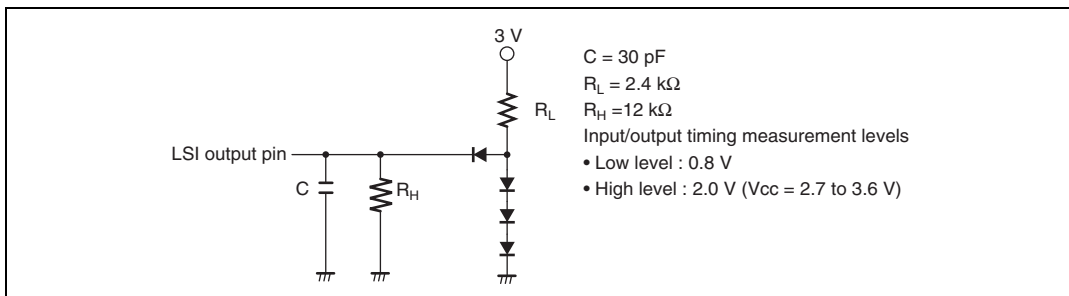 3 V
R_L
LSI output pin
C
R_H
C = 30 pF
R_L = 2.4 kΩ
R_H =12 kΩ
Input/output timing measurement levels
• Low level : 0.8 V
• High level : 2.0 V (Vcc = 2.7 to 3.6 V)